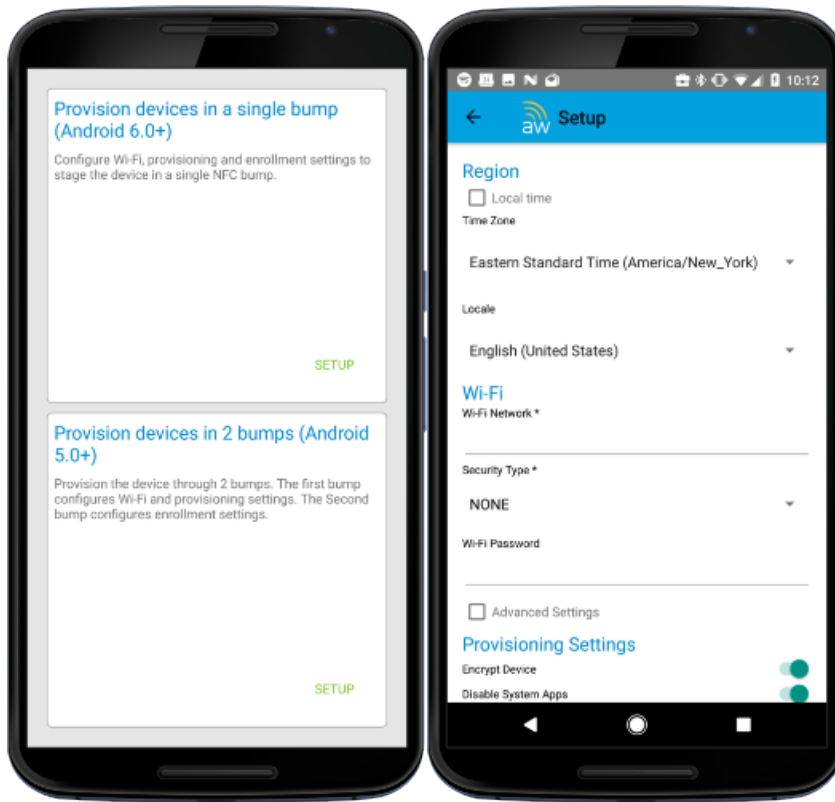 Provision devices in a single bump
(Android 6.0+)
Configure Wi-Fi, provisioning and enrollment settings to
stage the device in a single NFC bump.
SETUP
Provision devices in 2 bumps (Android
5.0+)
Provision the device through 2 bumps. The first bump
configures Wi-Fi and provisioning settings. The Second
bump configures enrollment settings.
SETUP
31 N 10:12
aw Setup
Region
Local time
Time Zone
Eastern Standard Time (America/New_York)
Locale
English (United States)
Wi-Fi
Wi-Fi Network *
Security Type *
NONE
Wi-Fi Password
Advanced Settings
Provisioning Settings
Encrypt Device
Disable System Apps